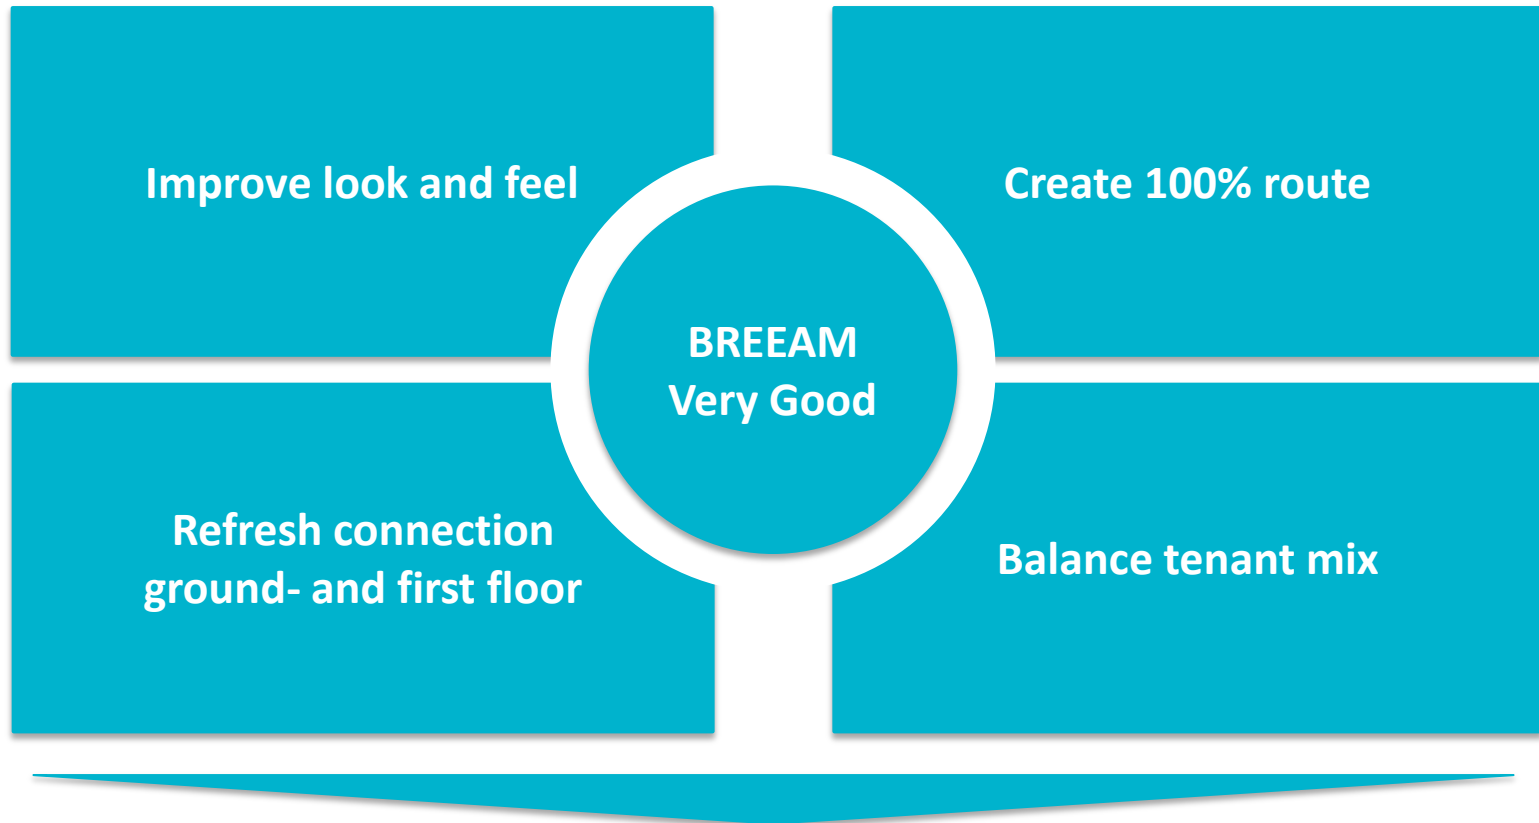 Improve look and feel
Create 100% route
BREEAM
Very Good
Refresh connection
ground- and first floor
Balance tenant mix